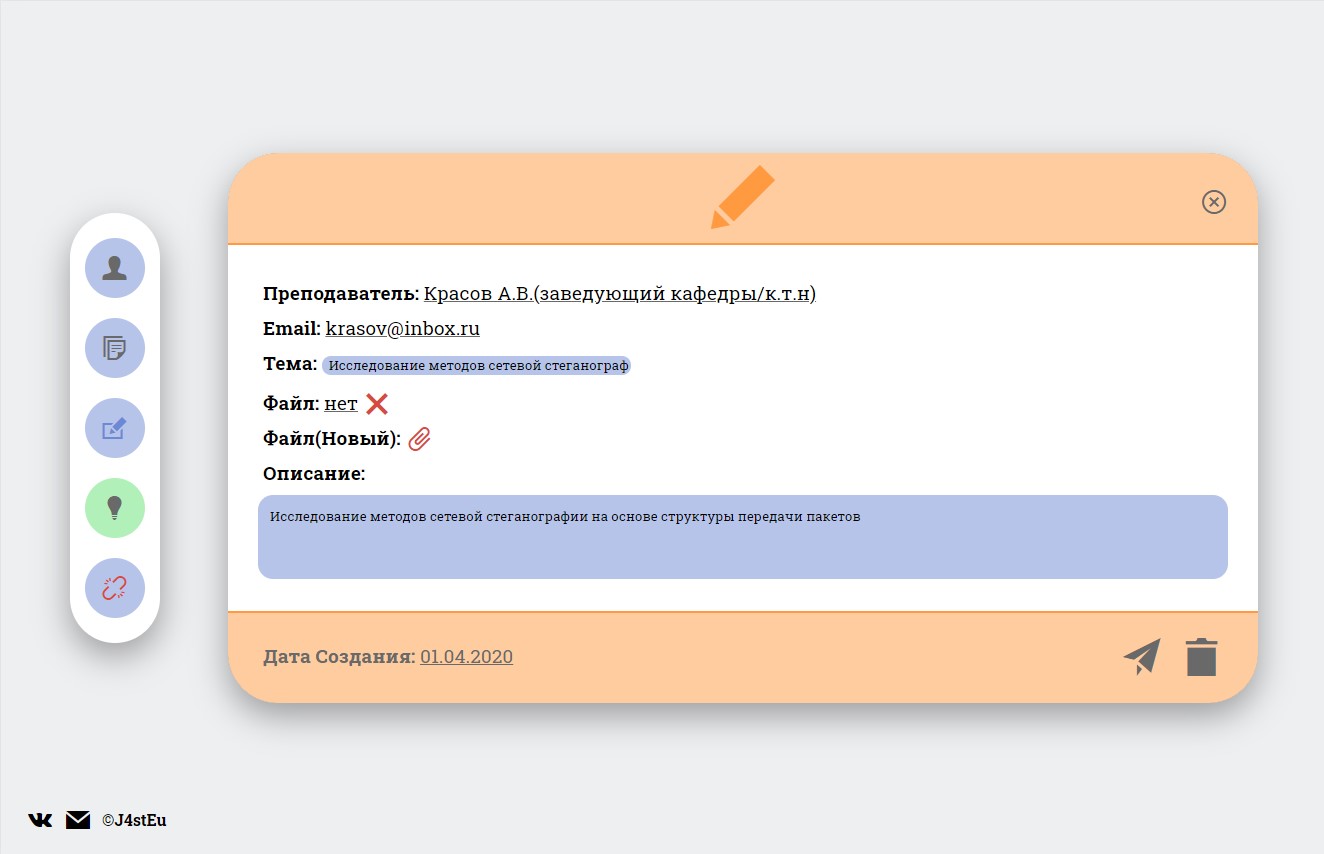 Преподаватель: Красов А.В.(заведующий кафедры/к.т.н)
Email: krasov@inbox.ru
Тема: Исследование методов сетевой стеганограф
Файл: нет
Файл(Новый):
Описание:
Исследование методов сетевой стеганографии на основе структуры передачи пакетов
Дата Создания: 01.04.2020
©J4stEu